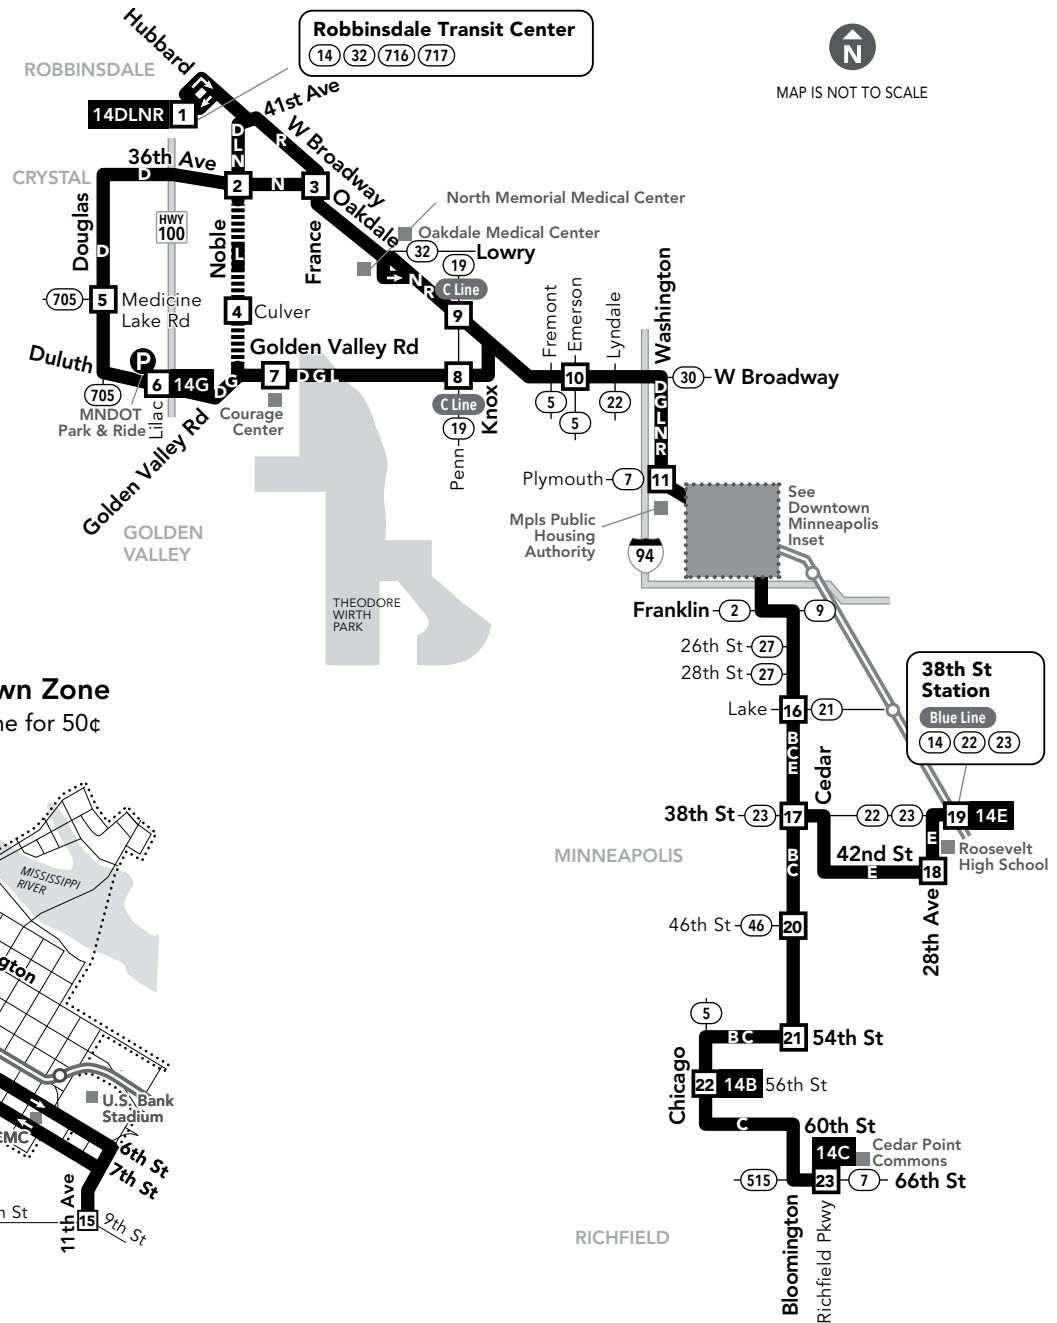 Hubbard
Robbinsdale Transit Center
14 32 716 717
N
MAP IS NOT TO SCALE
ROBBINSDALE
14DLNR 1
41st Ave
D
L
N
R
W Broadway
36th Ave
CRYSTAL
D
2
N
3
Oakdale
North Memorial Medical Center
Oakdale Medical Center
HWY
100
Douglas
D
Noble
L
France
32
Lowry
19
C Line
N
R
9
Washington
705
5
Medicine
Lake Rd
4
Culver
Fremont
Emerson
Lyndale
Duluth
P
Golden Valley Rd
705
6
14G
D G
7
D G L
8
Knox
10
5
5
22
30
W Broadway
MNDOT
Park & Ride
Lilac
Courage
Center
C Line
19
Penn
D
G
L
N
R
Golden Valley Rd
Plymouth
7
11
Mpls Public
Housing
Authority
See
Downtown
Minneapolis
Inset
94
GOLDEN
VALLEY
THEODORE
WIRTH
PARK
Franklin
2
9
26th St
27
28th St
27
Lake
16
21
38th St
Station
Blue Line
14 22 23
wn Zone
ne for 50¢
B
C
E
Cedar
38th St
23
17
22
23
19
14E
E
Roosevelt
High School
MINNEAPOLIS
B
C
42nd St
E
18
28th Ave
MISSISSIPPI
RIVER
46th St
46
20
gton
5
B C
21
54th St
Chicago
22
14B
56th St
C
60th St
14C
Cedar Point
Commons
515
23
7
66th St
Bloomington
Richfield Pkwy
RICHFIELD
U.S. Bank
Stadium
CMC
6th St
7th St
11th Ave
h St
15
9th St